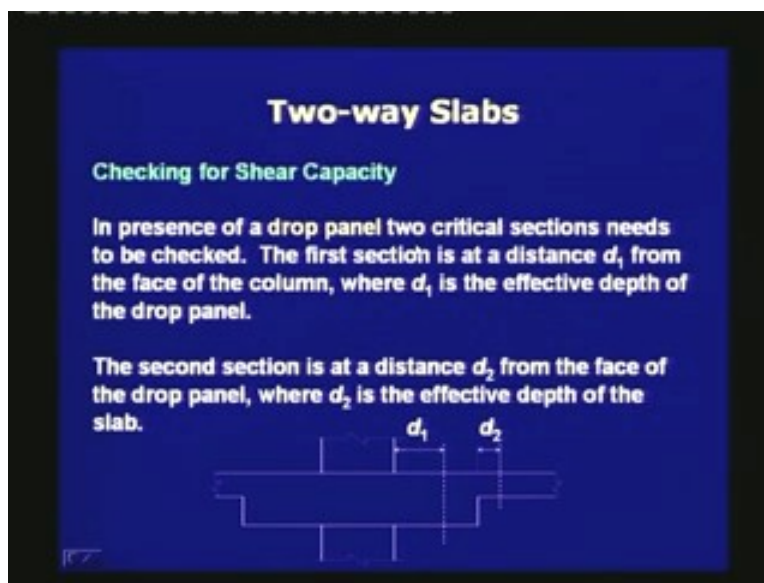 Two-way Slabs
Checking for Shear Capacity
In presence of a drop panel two critical sections needs
to be checked. The first section is at a distance d₁ from
the face of the column, where d₁ is the effective depth of
the drop panel.
The second section is at a distance d₂ from the face of
the drop panel, where d₂ is the effective depth of the
slab.
d₁ d₂